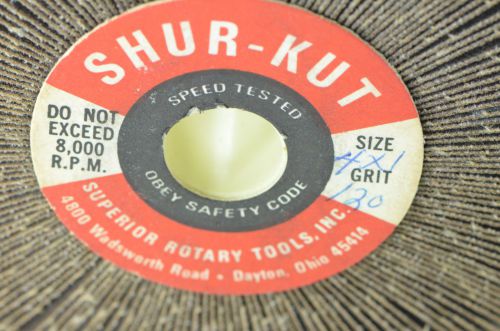 SHUR-KUT
SPEED TESTED
DO NOT
EXCEED
8,000
R.P.M.
SIZE
4X1
GRIT
120
OBEY SAFETY CODE
SUPERIOR ROTARY TOOLS, INC.
4800 Wadsworth Road • Dayton, Ohio 45414